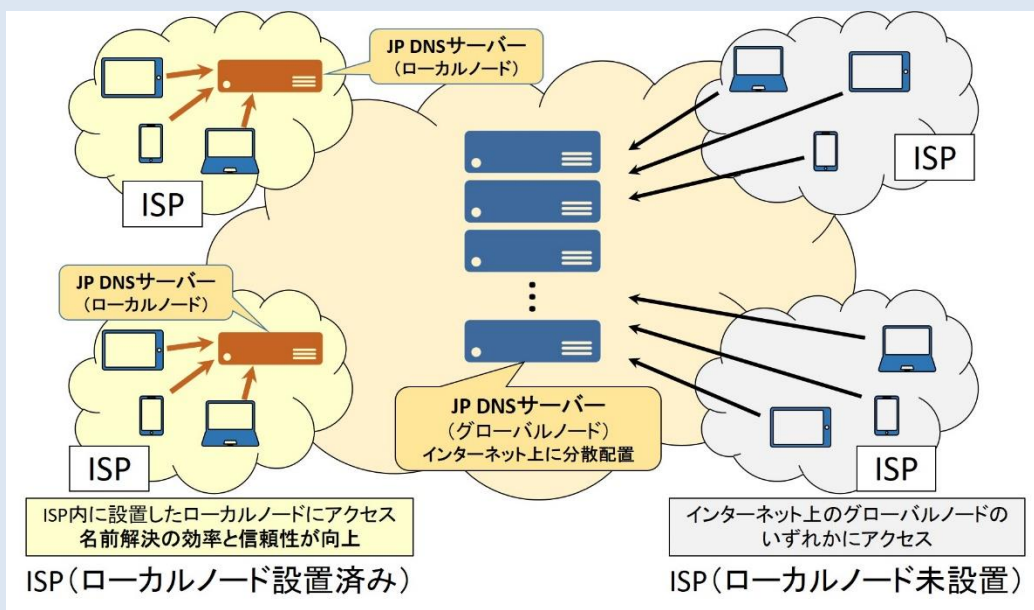 JP DNSサーバー
（ローカルノード）
ISP
ISP
JP DNSサーバー
（ローカルノード）
JP DNSサーバー
（グローバルノード）
インターネット上に分散配置
ISP
ISP
ISP内に設置したローカルノードにアクセス
名前解決の効率と信頼性が向上
インターネット上のグローバルノードの
いずれかにアクセス
ISP（ローカルノード設置済み）
ISP（ローカルノード未設置）